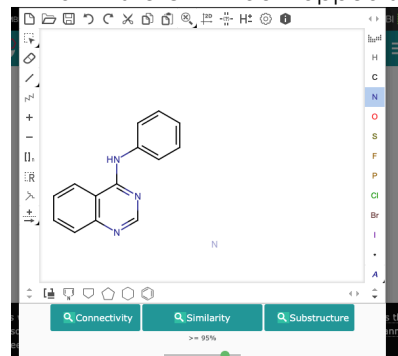 H±
H
C
N
O
S
F
P
Cl
Br
I
A
HN
N
N
N
R
Connectivity
Similarity
Substructure
>= 95%